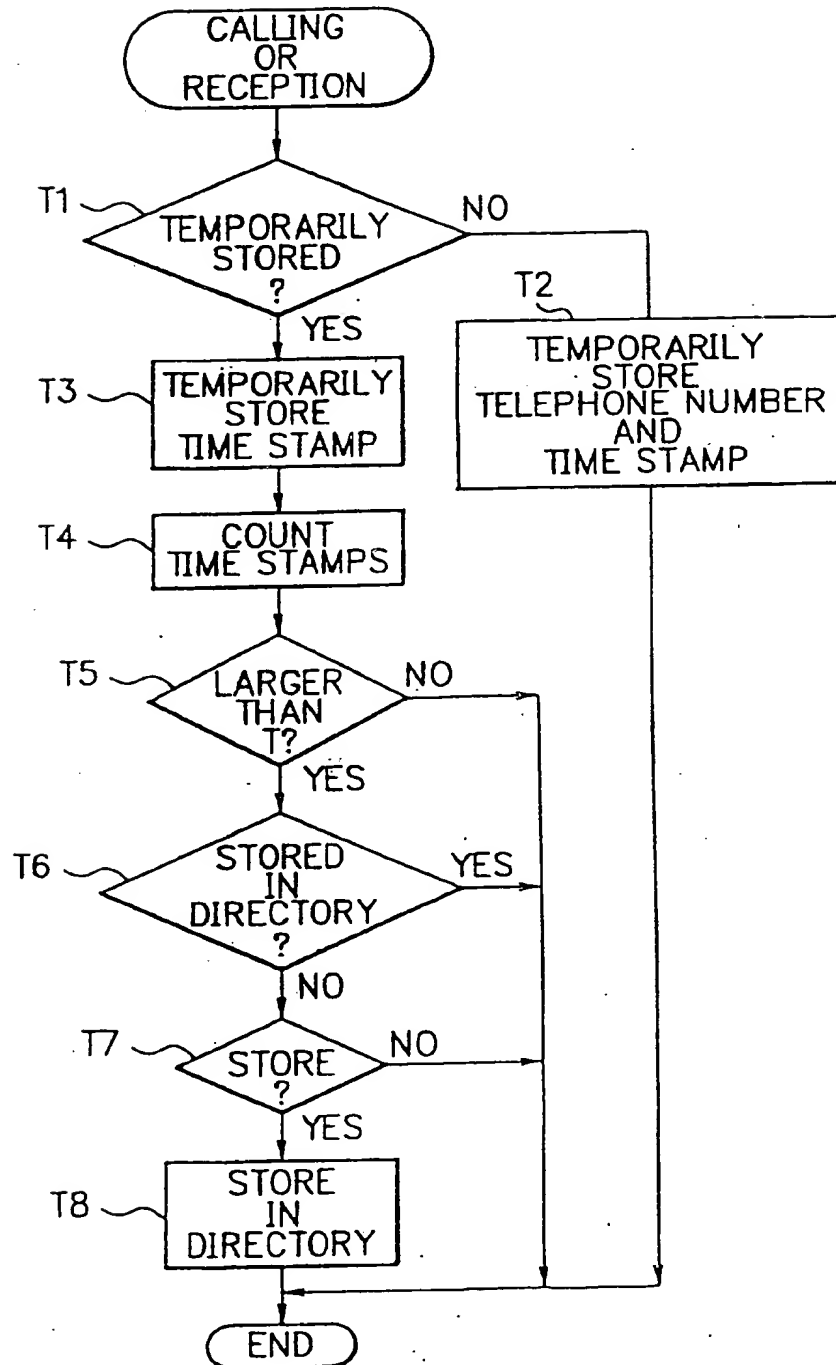 CALLING
OR
RECEPTION
T1
TEMPORARILY
STORED
?
NO
YES
T2
TEMPORARILY
STORE
TELEPHONE NUMBER
AND
TIME STAMP
T3
TEMPORARILY
STORE
TIME STAMP
T4
COUNT
TIME STAMPS
T5
LARGER
THAN
T?
NO
YES
T6
STORED
IN
DIRECTORY
?
YES
NO
T7
STORE
?
NO
YES
T8
STORE
IN
DIRECTORY
END